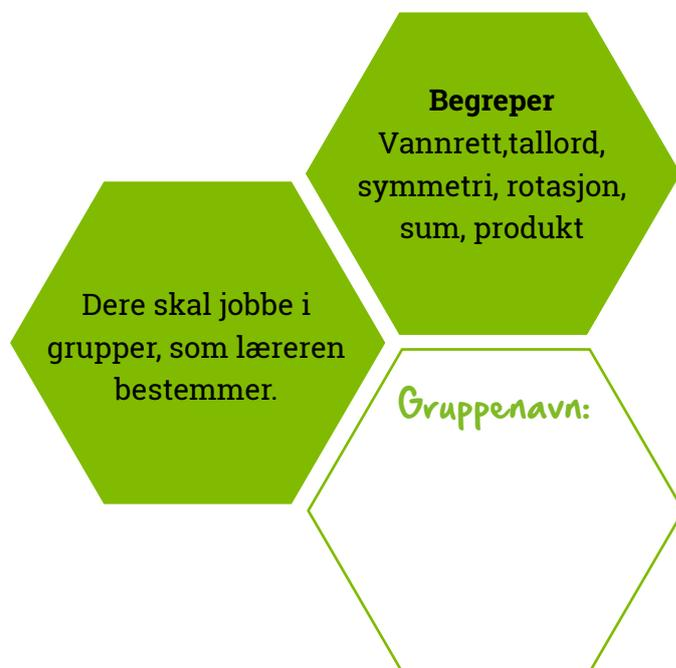 Begreper
Vannrett,tallord,
symmetri, rotasjon,
sum, produkt
Dere skal jobbe i
grupper, som læreren
bestemmer.
Gruppenavn: